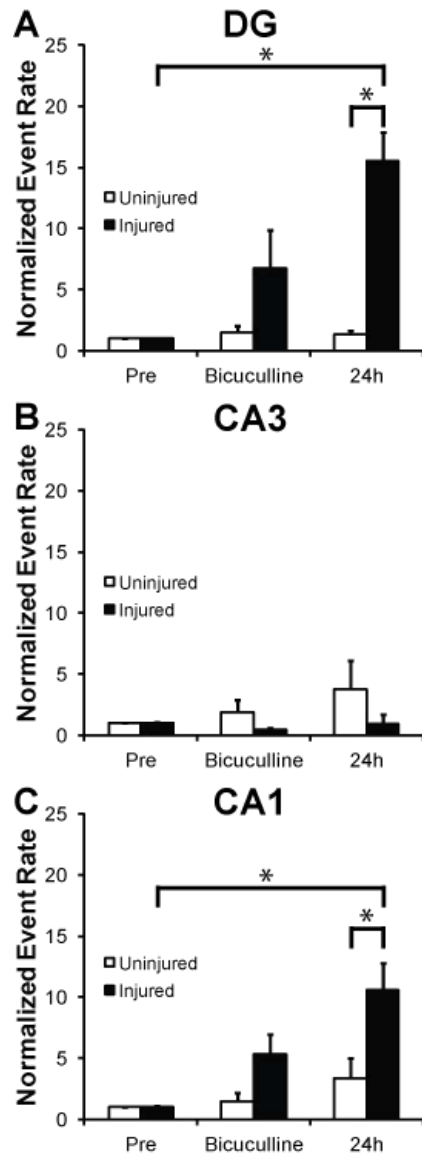 A DG
25
20
15
10
5
0
Normalized Event Rate
*
*
Uninjured
Injured
Pre Bicuculline 24h
B CA3
25
20
15
10
5
0
Normalized Event Rate
Uninjured
Injured
Pre Bicuculline 24h
C CA1
25
20
15
10
5
0
Normalized Event Rate
*
*
Uninjured
Injured
Pre Bicuculline 24h